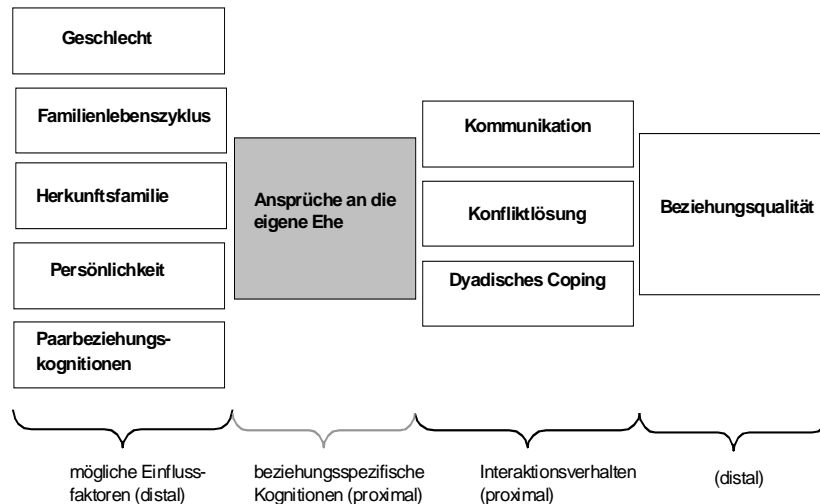 Geschlecht
Familienlebenszyklus
Herkunftsfamilie
Persönlichkeit
Paarbeziehungs-
kognitionen
Ansprüche an die
eigene Ehe
Kommunikation
Konfliktlösung
Dyadisches Coping
Beziehungsqualität
mögliche Einfluss-
faktoren (distal)
beziehungsspezifische
Kognitionen (proximal)
Interaktionsverhalten
(proximal)
(distal)